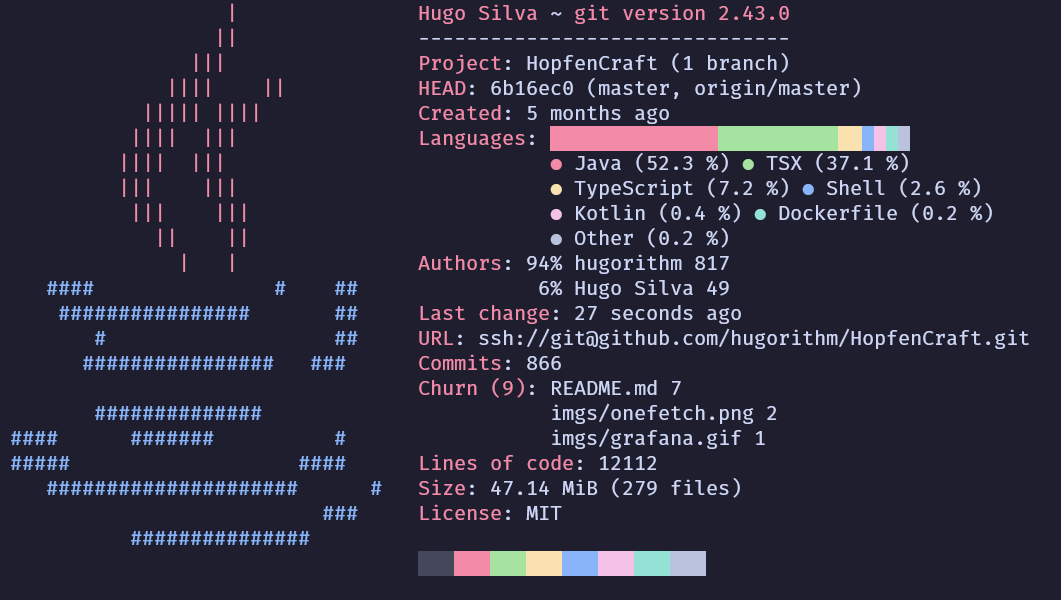 Hugo Silva ~ git version 2.43.0
-------------------------------
Project: HopfenCraft (1 branch)
HEAD: 6b16ec0 (master, origin/master)
Created: 5 months ago
Languages:
● Java (52.3 %) ● TSX (37.1 %)
● TypeScript (7.2 %) ● Shell (2.6 %)
● Kotlin (0.4 %) ● Dockerfile (0.2 %)
● Other (0.2 %)
Authors: 94% hugorithm 817
6% Hugo Silva 49
Last change: 27 seconds ago
URL: ssh://git@github.com/hugorithm/HopfenCraft.git
Commits: 866
Churn (9): README.md 7
imgs/onefetch.png 2
imgs/grafana.gif 1
Lines of code: 12112
Size: 47.14 MiB (279 files)
License: MIT